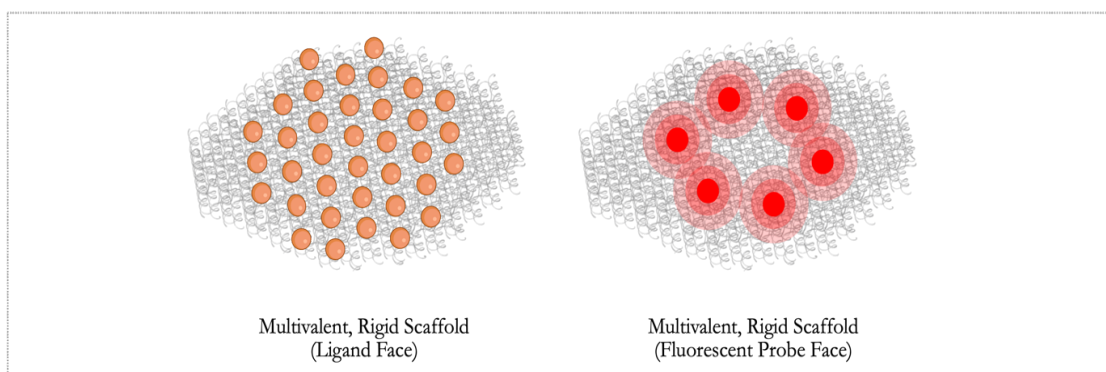 Multivalent, Rigid Scaffold
(Ligand Face)
Multivalent, Rigid Scaffold
(Fluorescent Probe Face)